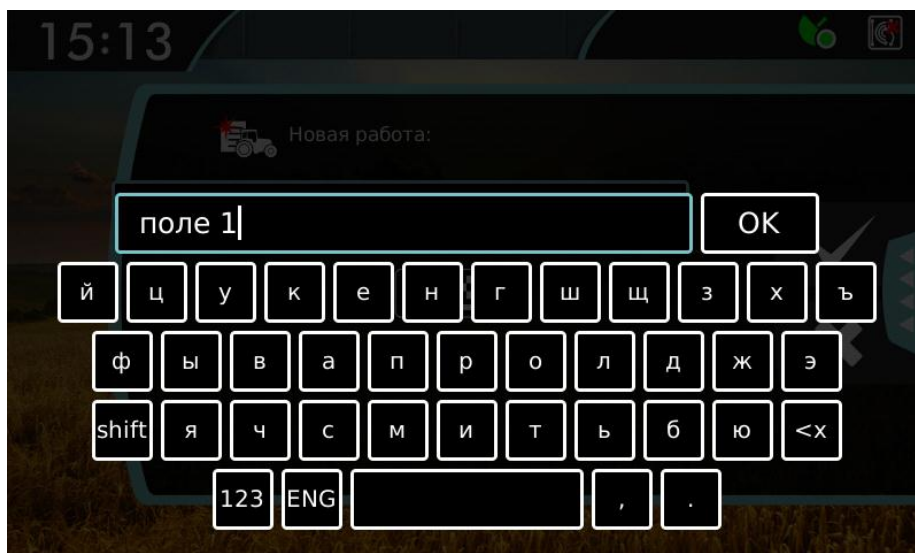 15:13
Новая работа:
поле 1 OK
й ц у к е н г ш щ з х ъ
ф ы в а п р о л д ж э
shift я ч с м и т ь б ю <x
123 ENG , .